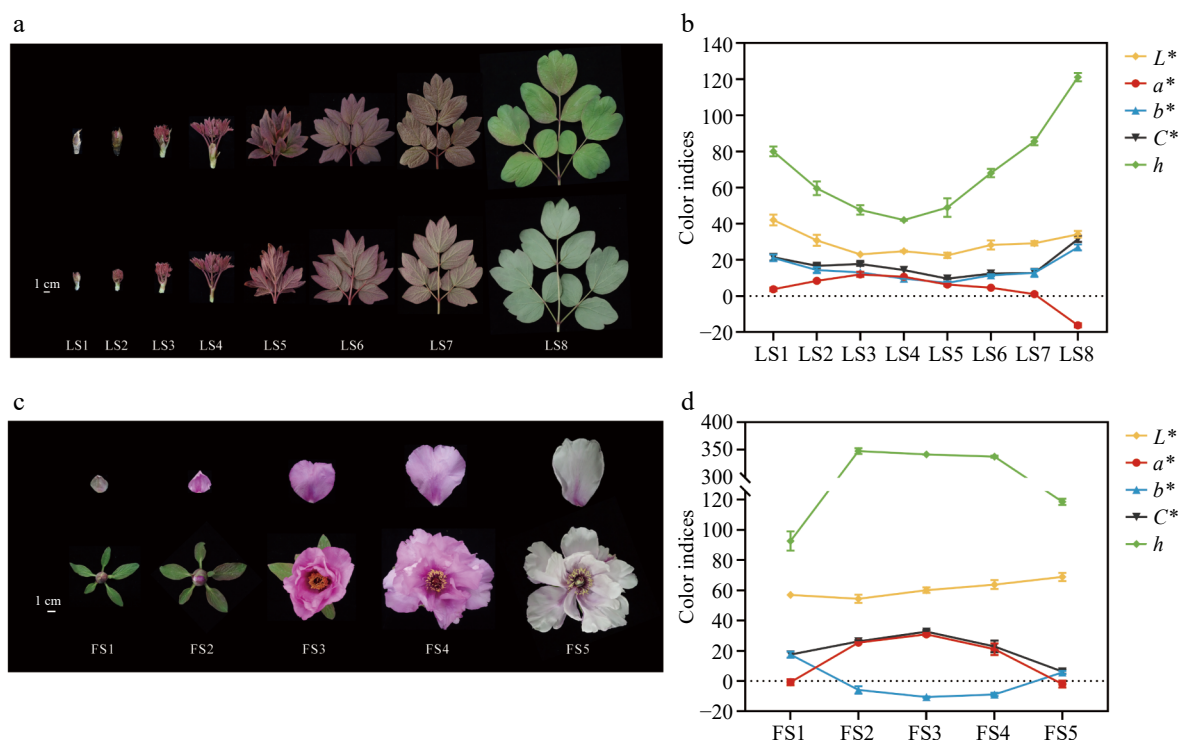 a
1 cm
LS1 LS2 LS3 LS4 LS5 LS6 LS7 LS8
b
140
120
100
80
60
40
20
0
−20
Color indices
LS1 LS2 LS3 LS4 LS5 LS6 LS7 LS8
L*
a*
b*
C*
h
c
1 cm
FS1 FS2 FS3 FS4 FS5
d
400
350
300
120
100
80
60
40
20
0
−20
Color indices
FS1 FS2 FS3 FS4 FS5
L*
a*
b*
C*
h